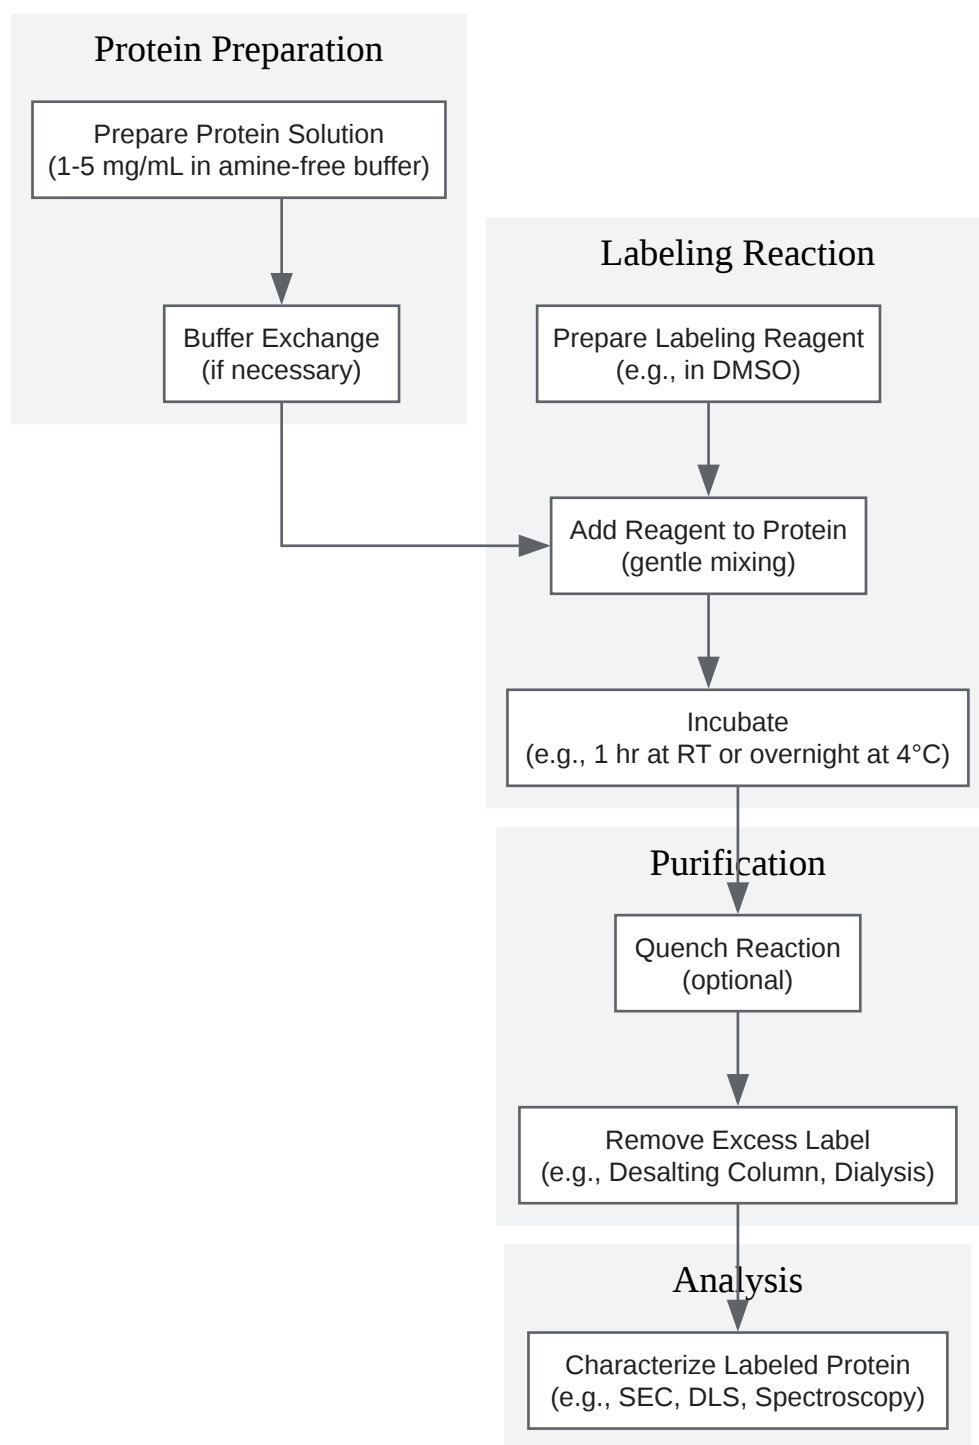 Protein Preparation
Prepare Protein Solution
(1-5 mg/mL in amine-free buffer)
Buffer Exchange
(if necessary)
Labeling Reaction
Prepare Labeling Reagent
(e.g., in DMSO)
Add Reagent to Protein
(gentle mixing)
Incubate
(e.g., 1 hr at RT or overnight at 4°C)
Purification
Quench Reaction
(optional)
Remove Excess Label
(e.g., Desalting Column, Dialysis)
Analysis
Characterize Labeled Protein
(e.g., SEC, DLS, Spectroscopy)